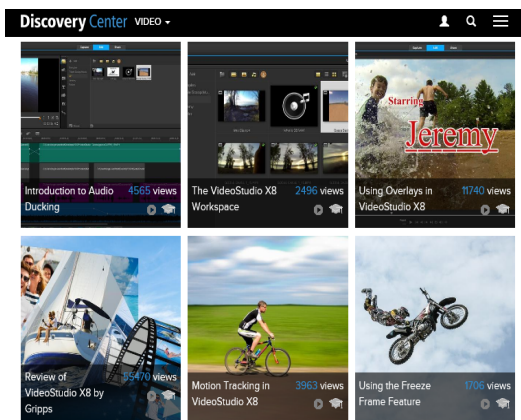 Discovery Center VIDEO
Introduction to Audio 4565 views
Ducking
The VideoStudio X8 2496 views
Workspace
Starring
Jeremy
Using Overlays in 11740 views
VideoStudio X8
Review of 55470 views
VideoStudio X8 by
Gripps
Motion Tracking in 3963 views
VideoStudio X8
Using the Freeze 1706 views
Frame Feature